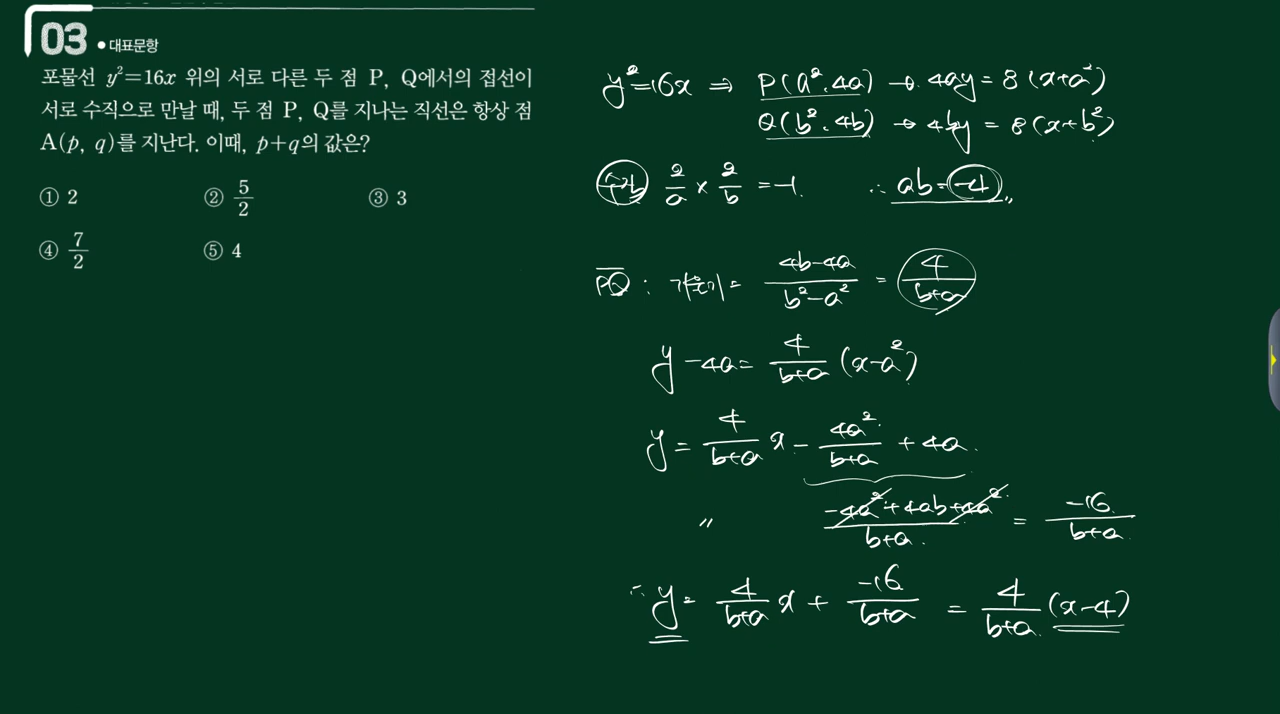 03 • 대표문항
포물선 y²=16x 위의 서로 다른 두 점 P, Q에서의 접선이
서로 수직으로 만날 때, 두 점 P, Q를 지나는 직선은 항상 점
A(p, q)를 지난다. 이때, p+q의 값은?
① 2 ② 5/2 ③ 3
④ 7/2 ⑤ 4
y²=16x ⇒ P(a², 4a) → 4ay = 8(x+a²)
Q(b², 4b) → 4by = 8(x+b²)
2/a × 2/b = -1. ∴ ab=-4
PQ : 기울기 = (4b-4a)/(b²-a²) = 4/(b+a)
y-4a = 4/(b+a) (x-a²)
y = 4/(b+a) x - 4a²/(b+a) + 4a.
〃 (-4a²+4ab+4a²)/(b+a) = -16/(b+a)
∴ y = 4/(b+a) x + -16/(b+a) = 4/(b+a) (x-4)